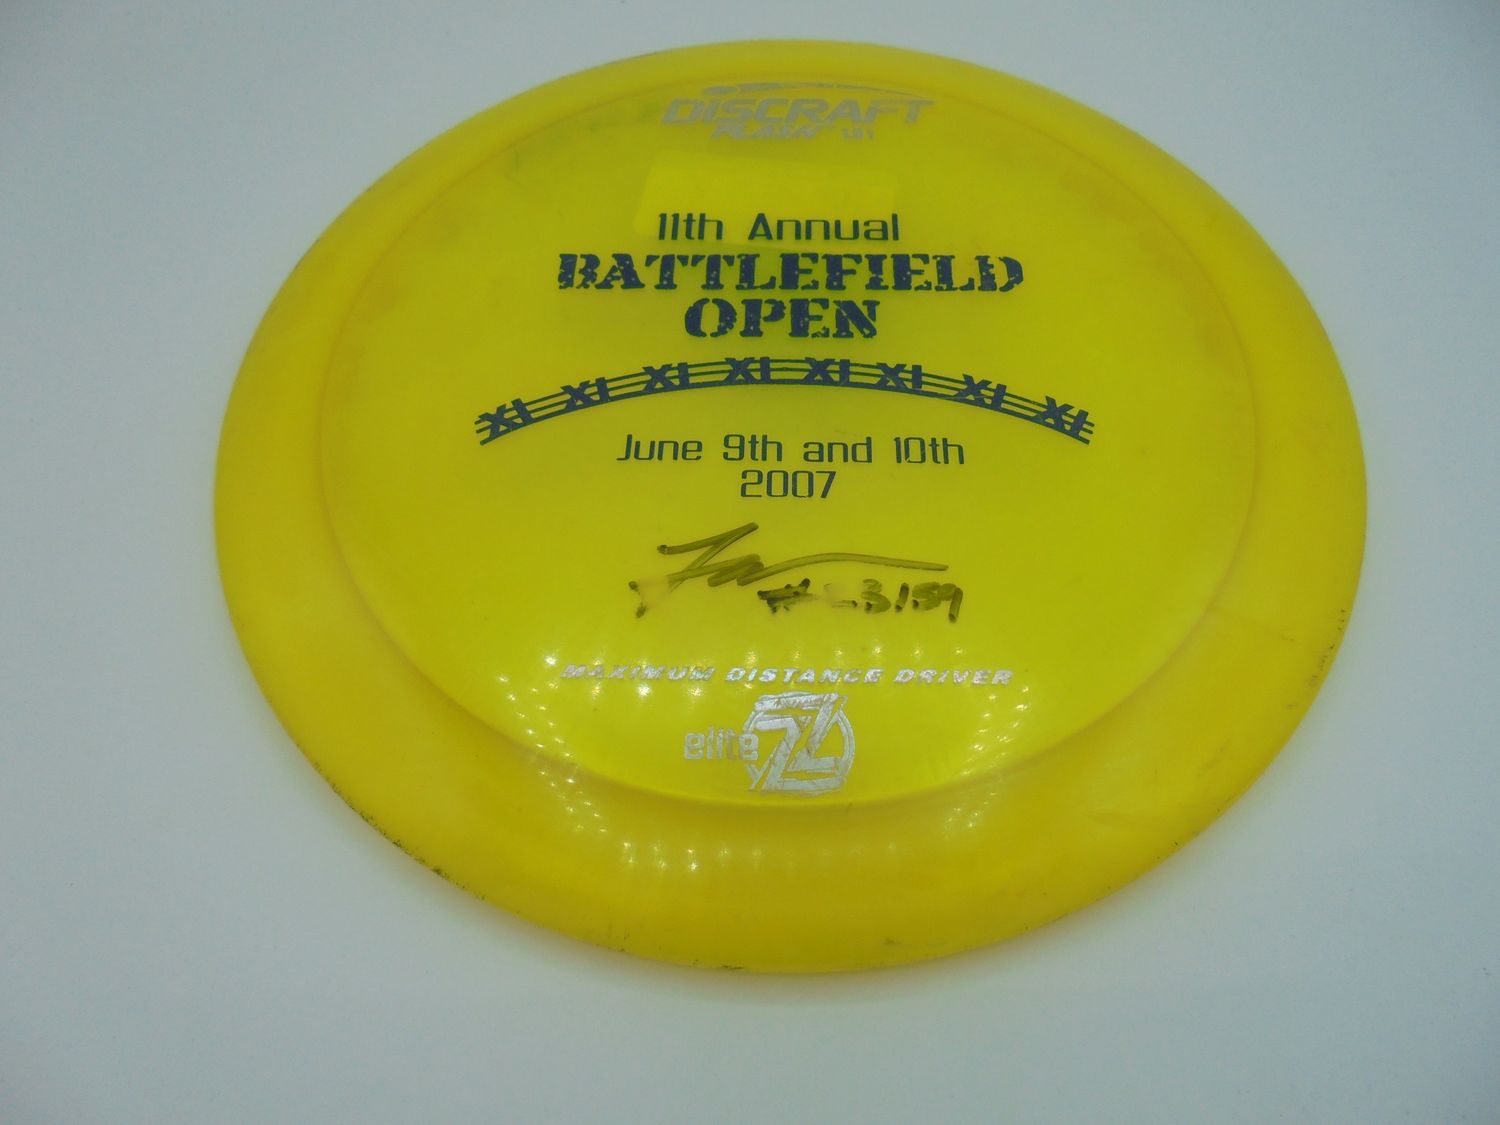 DISCRAFT
FLASH
11th Annual
BATTLEFIELD
OPEN
XI XI XI XI XI XI XI XI
June 9th and 10th
2007
MAXIMUM DISTANCE DRIVER
elite Z